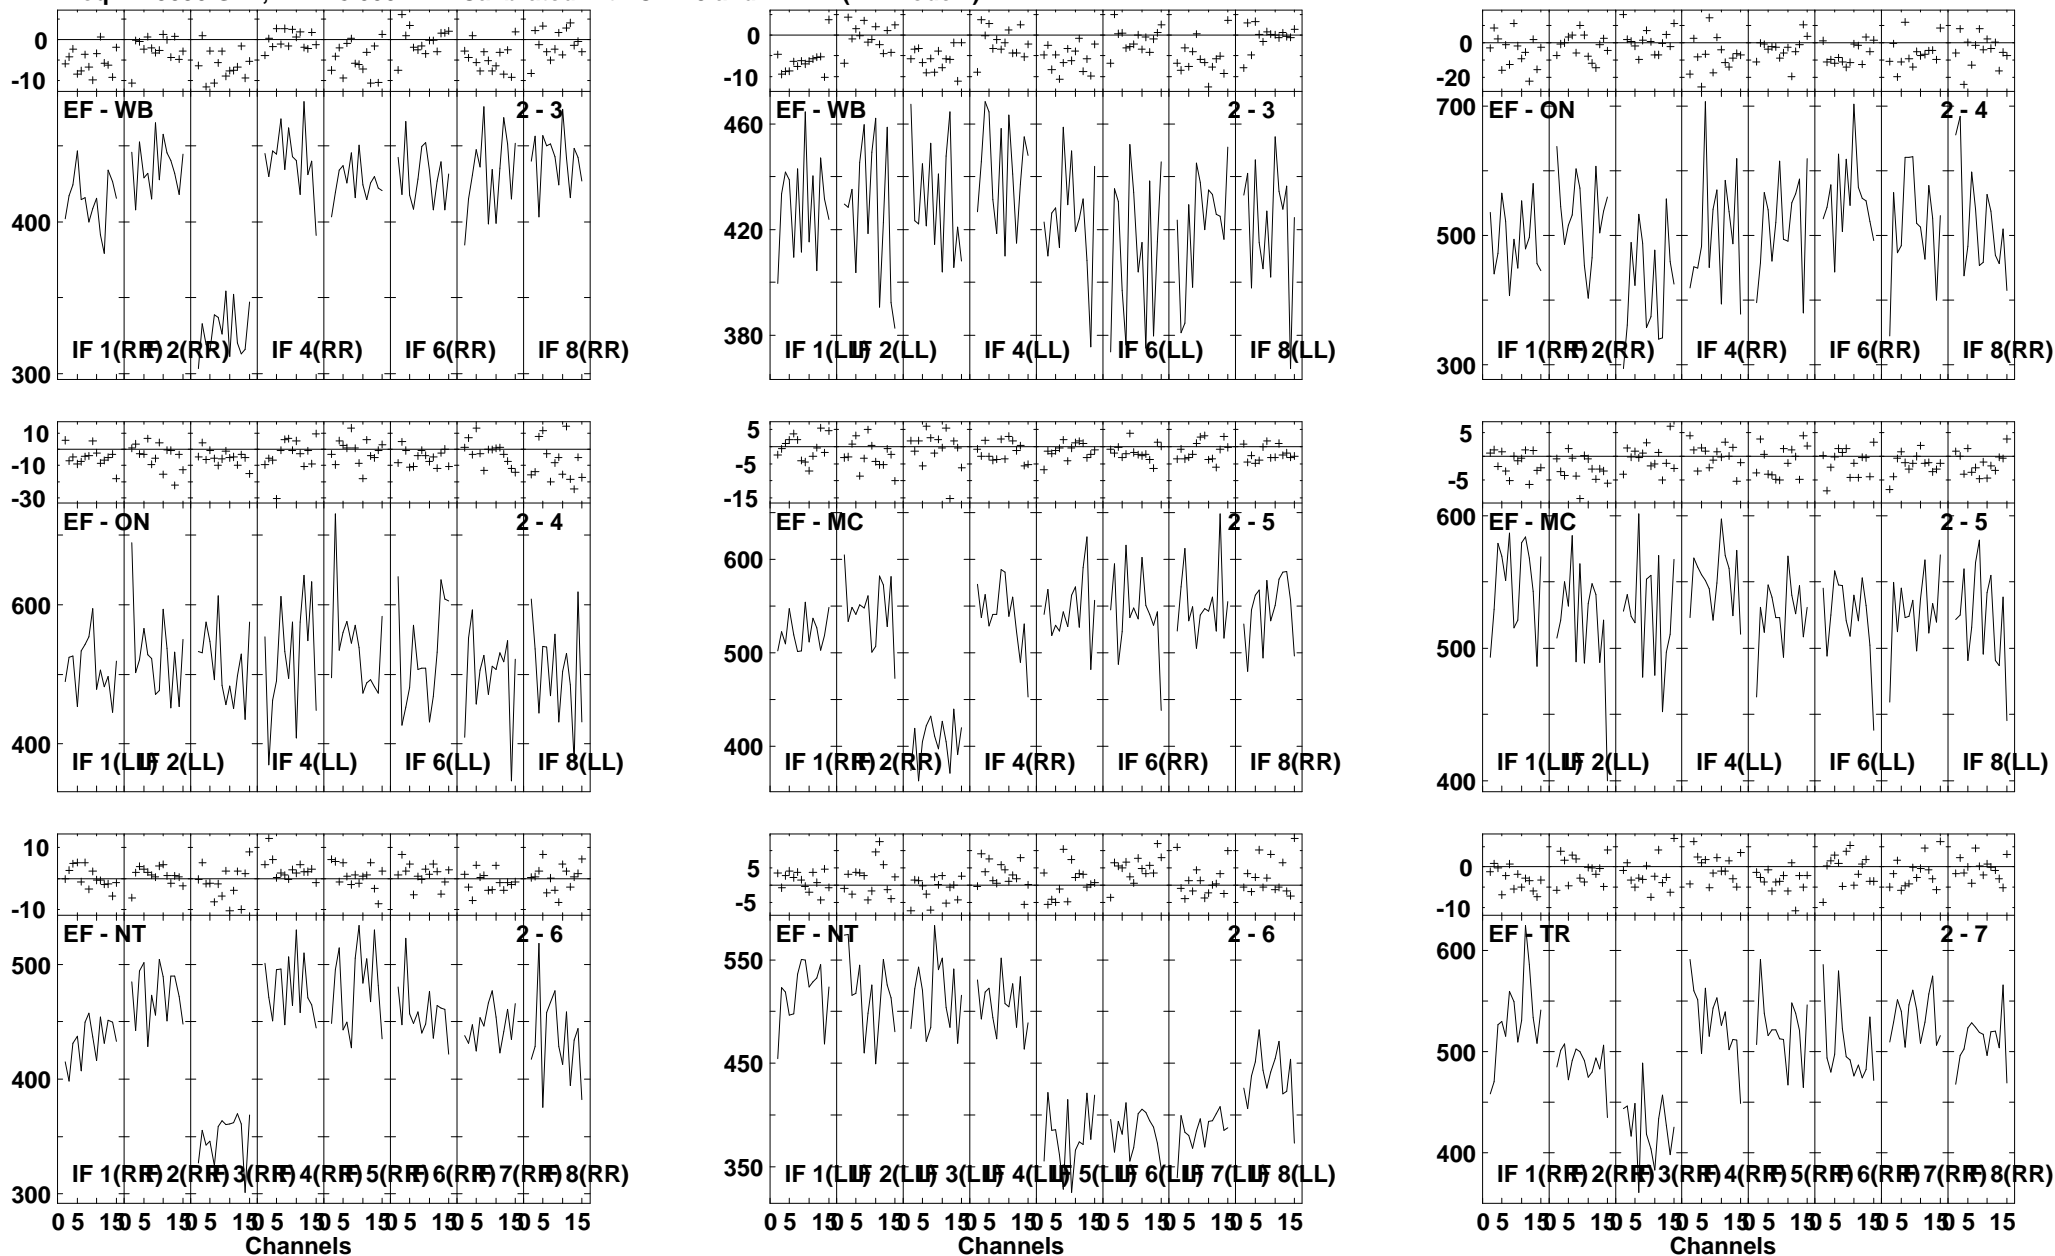 0
-10
EF - WB 2 - 3
400
300
IF 1(RR) IF 2(RR) IF 4(RR) IF 6(RR) IF 8(RR)
0
-10
EF - WB 2 - 3
460
420
380
IF 1(LL) IF 2(LL) IF 4(LL) IF 6(LL) IF 8(LL)
0
-20
EF - ON 2 - 4
700
500
300
IF 1(RR) IF 2(RR) IF 4(RR) IF 6(RR) IF 8(RR)
10
-10
-30
EF - ON 2 - 4
600
400
IF 1(LL) IF 2(LL) IF 4(LL) IF 6(LL) IF 8(LL)
5
-5
-15
EF - MC 2 - 5
600
500
400
IF 1(RR) IF 2(RR) IF 4(RR) IF 6(RR) IF 8(RR)
5
-5
EF - MC 2 - 5
600
500
400
IF 1(LL) IF 2(LL) IF 4(LL) IF 6(LL) IF 8(LL)
10
-10
EF - NT 2 - 6
500
400
300
IF 1(RR) IF 2(RR) IF 3(RR) IF 4(RR) IF 5(RR) IF 6(RR) IF 7(RR) IF 8(RR)
0 5 15 0 5 15 0 5 15 0 5 15 0 5 15 0 5 15 0 5 15 0 5 15
Channels
5
-5
EF - NT 2 - 6
550
450
350
IF 1(LL) IF 2(LL) IF 3(LL) IF 4(LL) IF 5(LL) IF 6(LL) IF 7(LL) IF 8(LL)
0 5 15 0 5 15 0 5 15 0 5 15 0 5 15 0 5 15 0 5 15 0 5 15
Channels
0
-10
EF - TR 2 - 7
600
500
400
IF 1(RR) IF 2(RR) IF 3(RR) IF 4(RR) IF 5(RR) IF 6(RR) IF 7(RR) IF 8(RR)
0 5 15 0 5 15 0 5 15 0 5 15 0 5 15 0 5 15 0 5 15 0 5 15
Channels